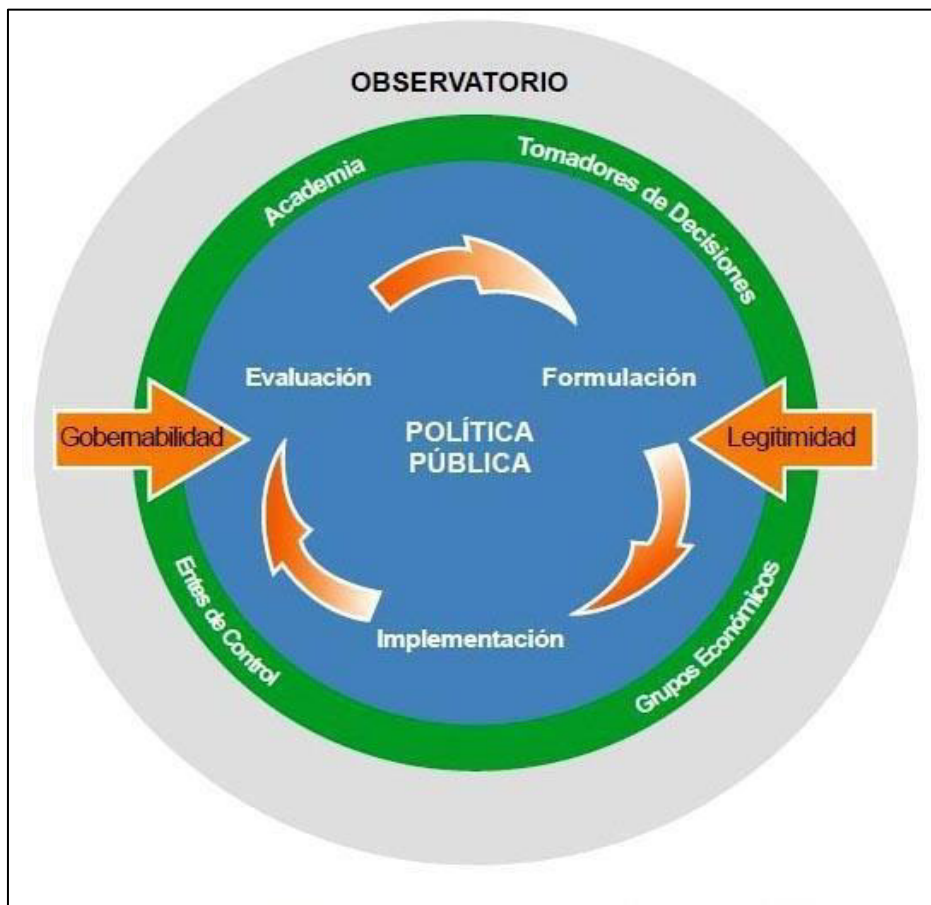 OBSERVATORIO
Academia
Tomadores de Decisiones
Evaluación
Formulación
Gobernabilidad
POLÍTICA
PÚBLICA
Legitimidad
Implementación
Entes de Control
Grupos Económicos